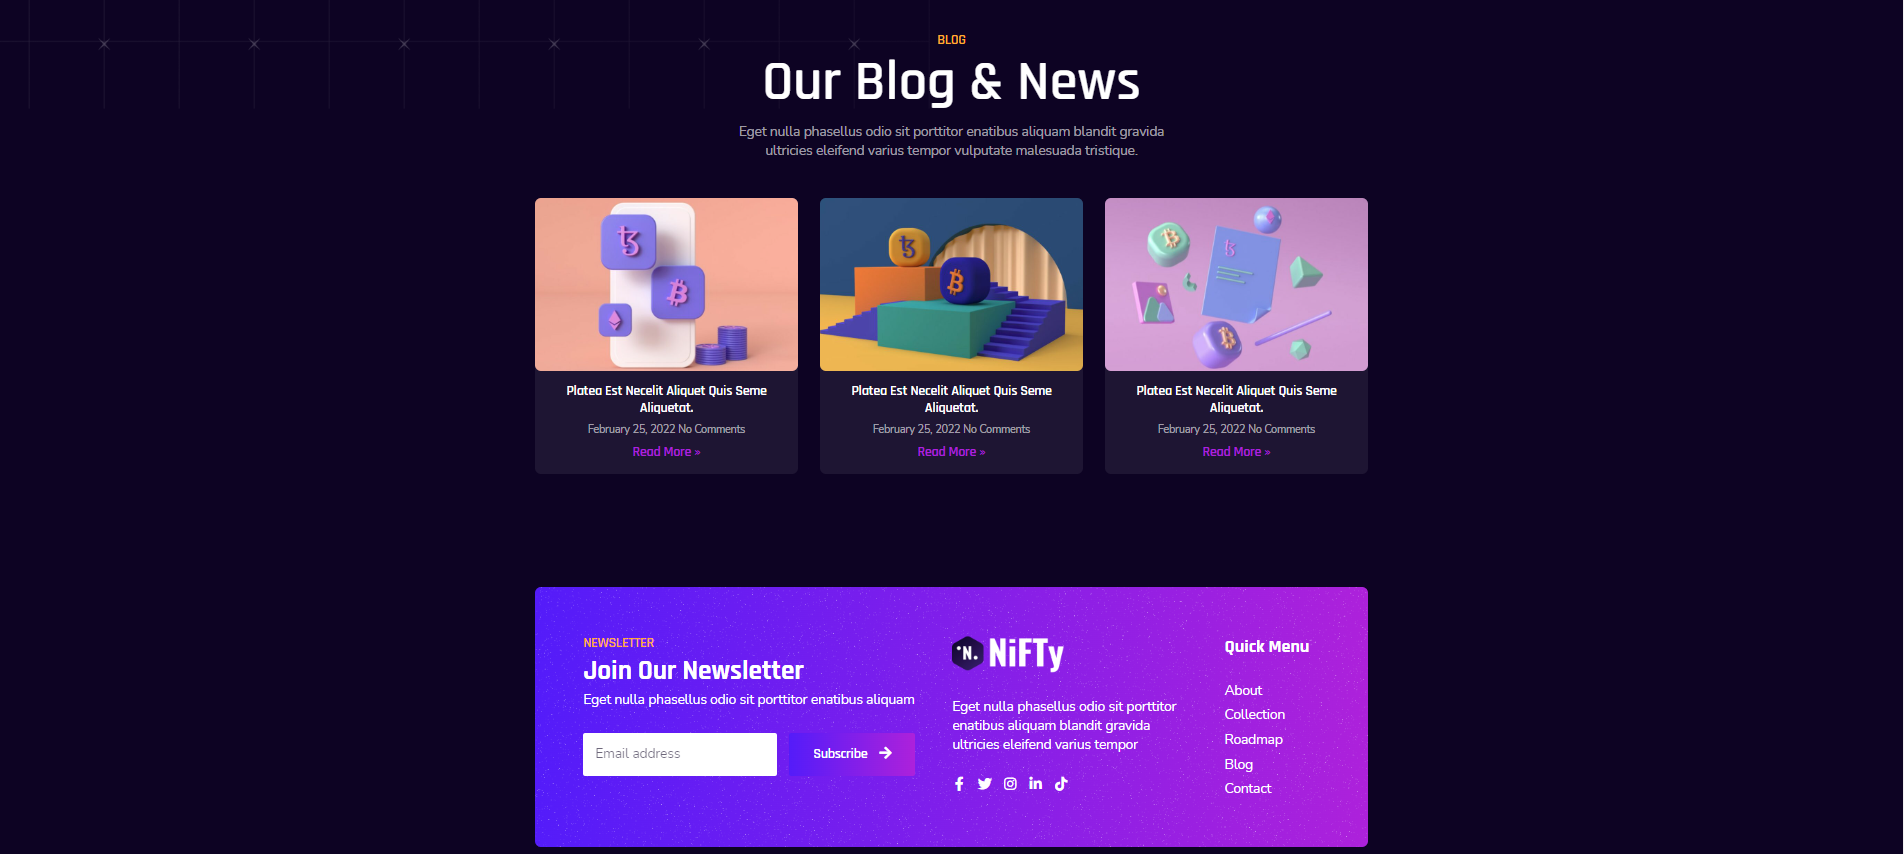 BLOG
Our Blog & News
Eget nulla phasellus odio sit porttitor enatibus aliquam blandit gravida
ultricies eleifend varius tempor vulputate malesuada tristique.
Platea Est Necelit Aliquet Quis Seme
Aliquetat.
February 25, 2022 No Comments
Read More »
Platea Est Necelit Aliquet Quis Seme
Aliquetat.
February 25, 2022 No Comments
Read More »
Platea Est Necelit Aliquet Quis Seme
Aliquetat.
February 25, 2022 No Comments
Read More »
NEWSLETTER
Join Our Newsletter
Eget nulla phasellus odio sit porttitor enatibus aliquam
Email address
Subscribe →
N.
NiFTy
Eget nulla phasellus odio sit porttitor
enatibus aliquam blandit gravida
ultricies eleifend varius tempor
Quick Menu
About
Collection
Roadmap
Blog
Contact